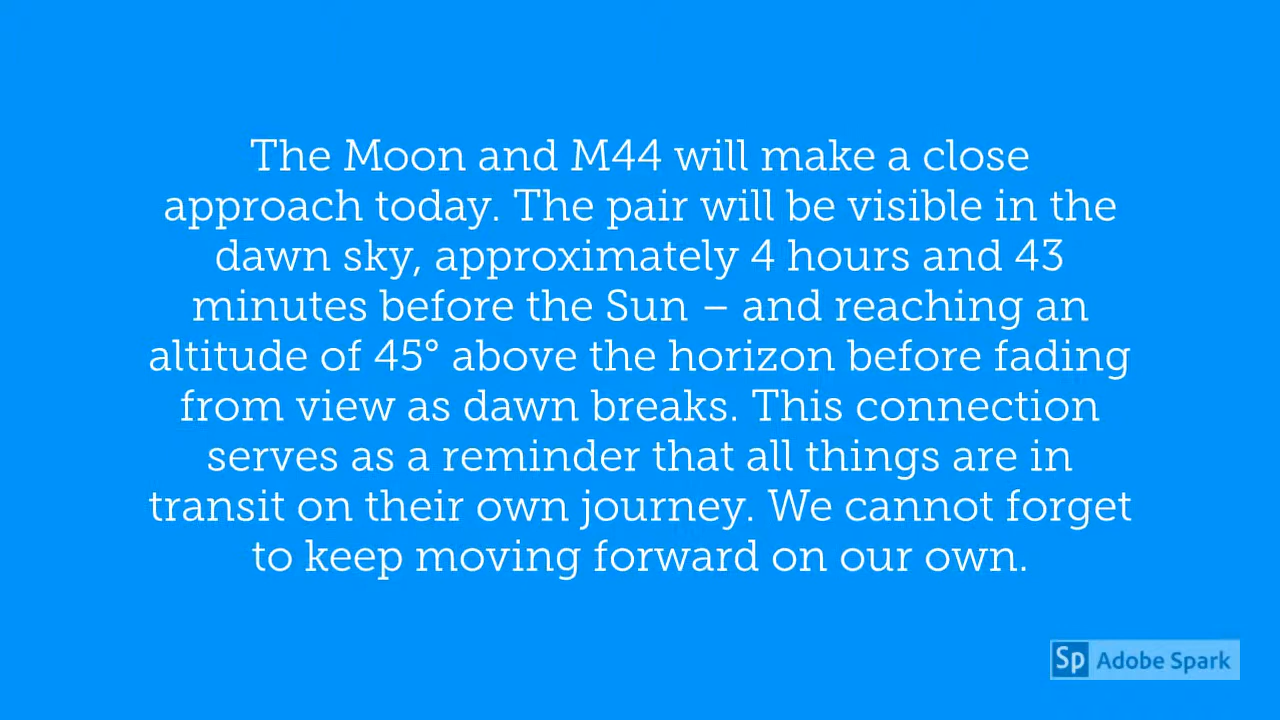 The Moon and M44 will make a close
approach today. The pair will be visible in the
dawn sky, approximately 4 hours and 43
minutes before the Sun – and reaching an
altitude of 45° above the horizon before fading
from view as dawn breaks. This connection
serves as a reminder that all things are in
transit on their own journey. We cannot forget
to keep moving forward on our own.
Sp Adobe Spark